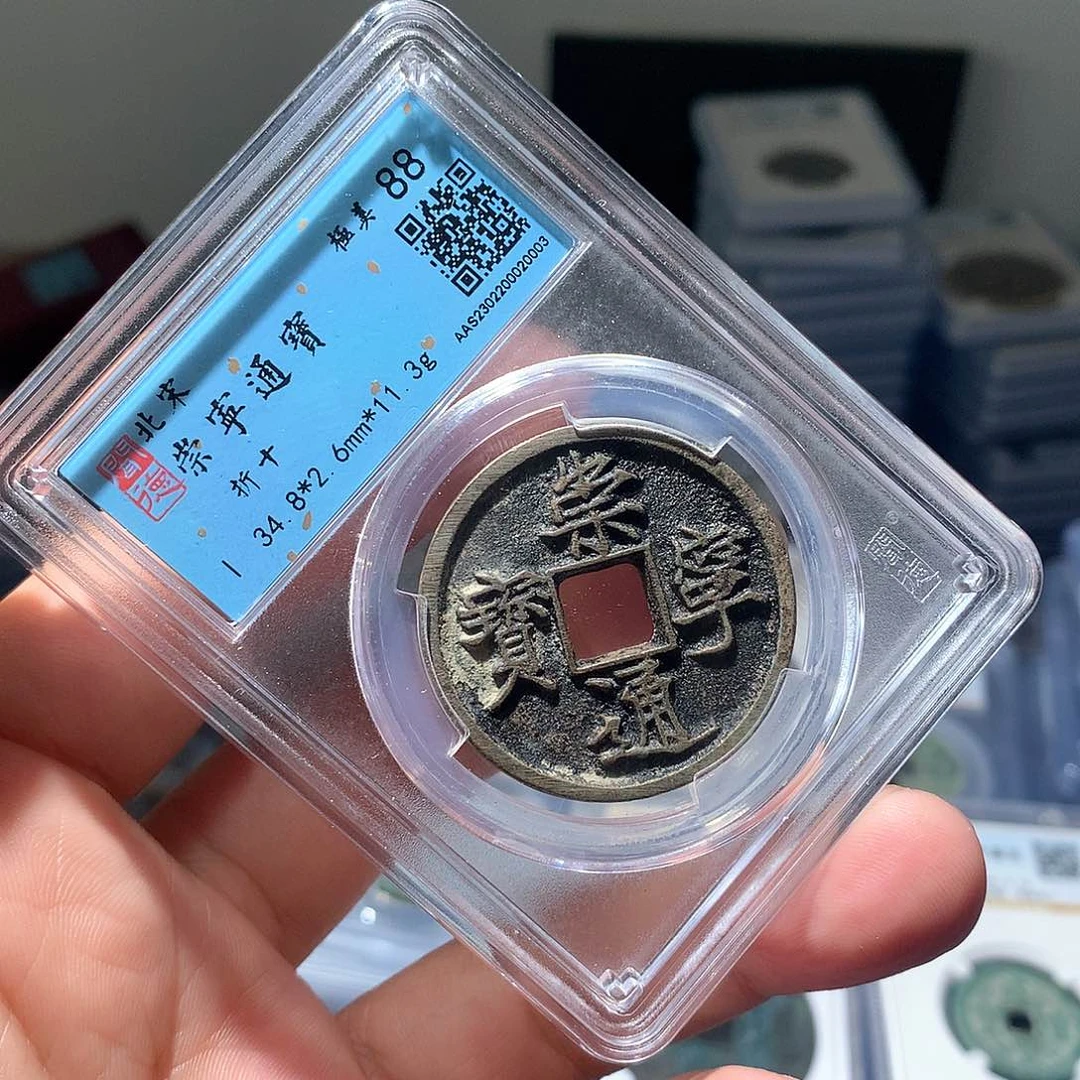 北宋
崇寧通寳
折十
34.8*2.6mm*11.3g
極美 88
AAS2302200020003
崇寧通寶